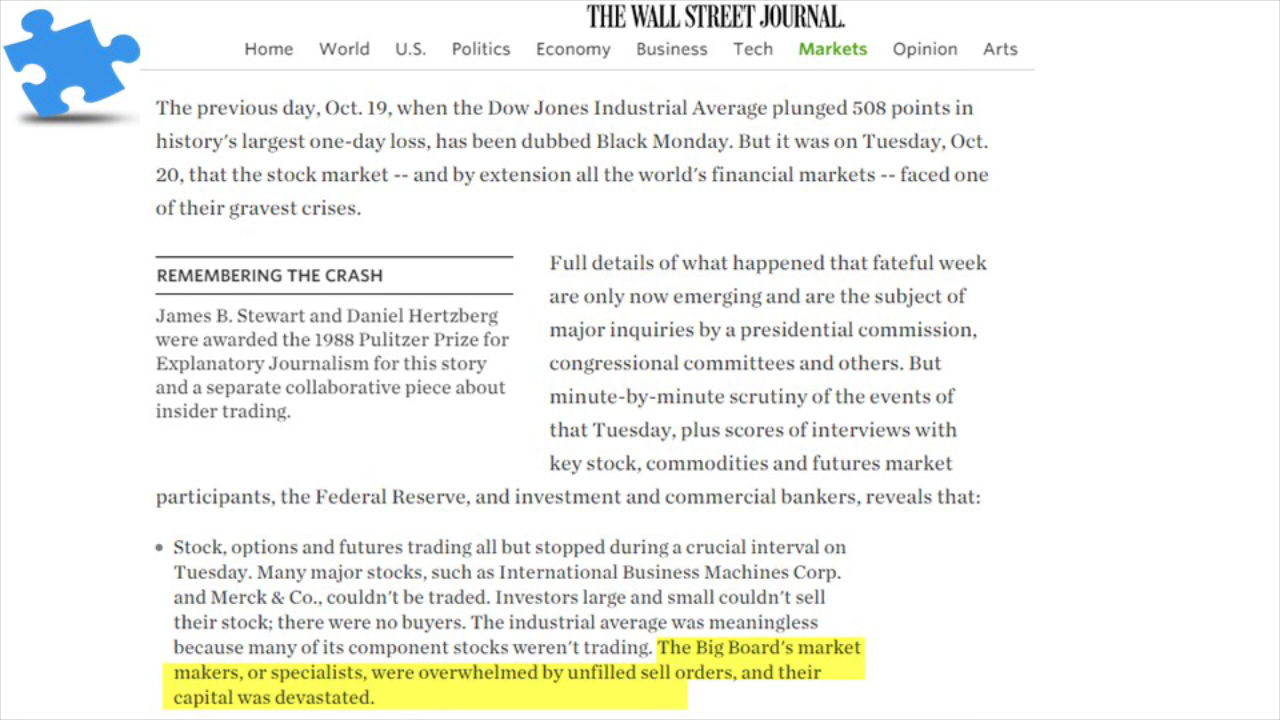 THE WALL STREET JOURNAL.
Home World U.S. Politics Economy Business Tech Markets Opinion Arts
The previous day, Oct. 19, when the Dow Jones Industrial Average plunged 508 points in
history's largest one-day loss, has been dubbed Black Monday. But it was on Tuesday, Oct.
20, that the stock market -- and by extension all the world's financial markets -- faced one
of their gravest crises.
REMEMBERING THE CRASH
James B. Stewart and Daniel Hertzberg
were awarded the 1988 Pulitzer Prize for
Explanatory Journalism for this story
and a separate collaborative piece about
insider trading.
Full details of what happened that fateful week
are only now emerging and are the subject of
major inquiries by a presidential commission,
congressional committees and others. But
minute-by-minute scrutiny of the events of
that Tuesday, plus scores of interviews with
key stock, commodities and futures market
participants, the Federal Reserve, and investment and commercial bankers, reveals that:
• Stock, options and futures trading all but stopped during a crucial interval on
Tuesday. Many major stocks, such as International Business Machines Corp.
and Merck & Co., couldn't be traded. Investors large and small couldn't sell
their stock; there were no buyers. The industrial average was meaningless
because many of its component stocks weren't trading. The Big Board's market
makers, or specialists, were overwhelmed by unfilled sell orders, and their
capital was devastated.